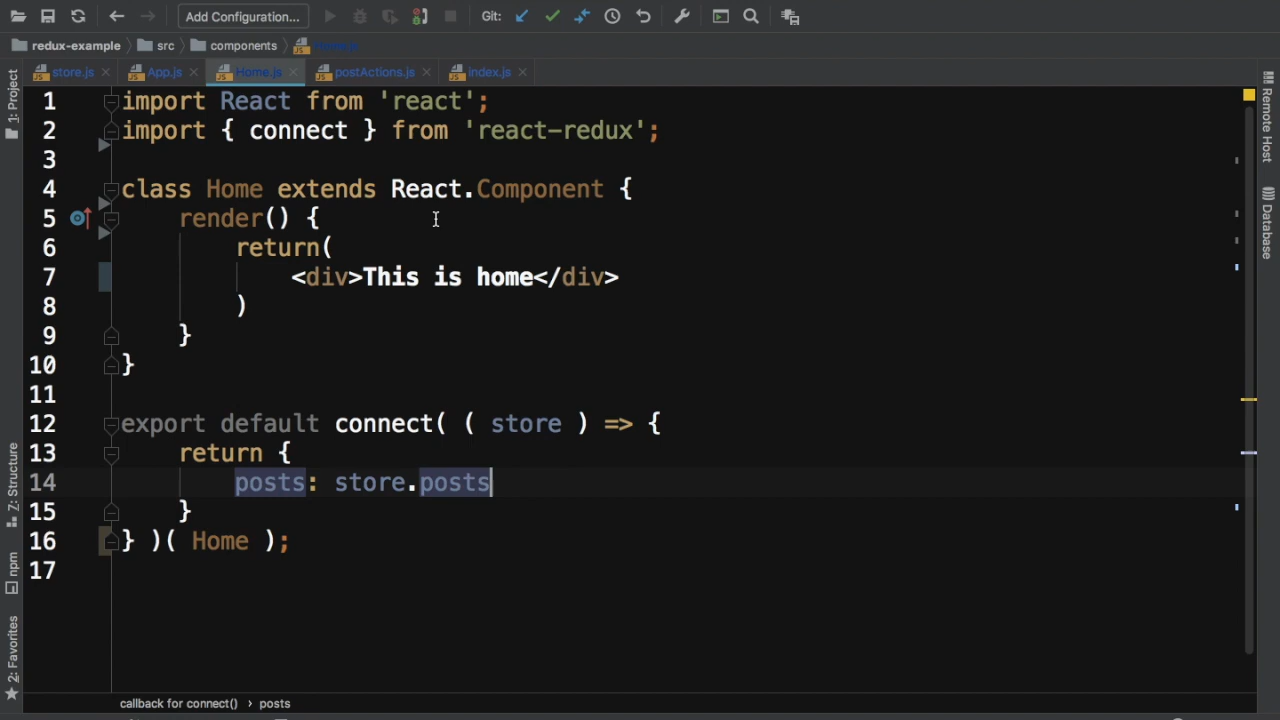 Add Configuration...
Git:
redux-example
src
components
Home.js
store.js
App.js
Home.js
postActions.js
index.js
1: Project
Remote Host
Database
Z: Structure
npm
2: Favorites
1 import React from 'react';
2 import { connect } from 'react-redux';
3
4 class Home extends React.Component {
5 render() {
6 return(
7 <div>This is home</div>
8 )
9 }
10 }
11
12 export default connect( ( store ) => {
13 return {
14 posts: store.posts
15 }
16 } )( Home );
17
callback for connect() › posts